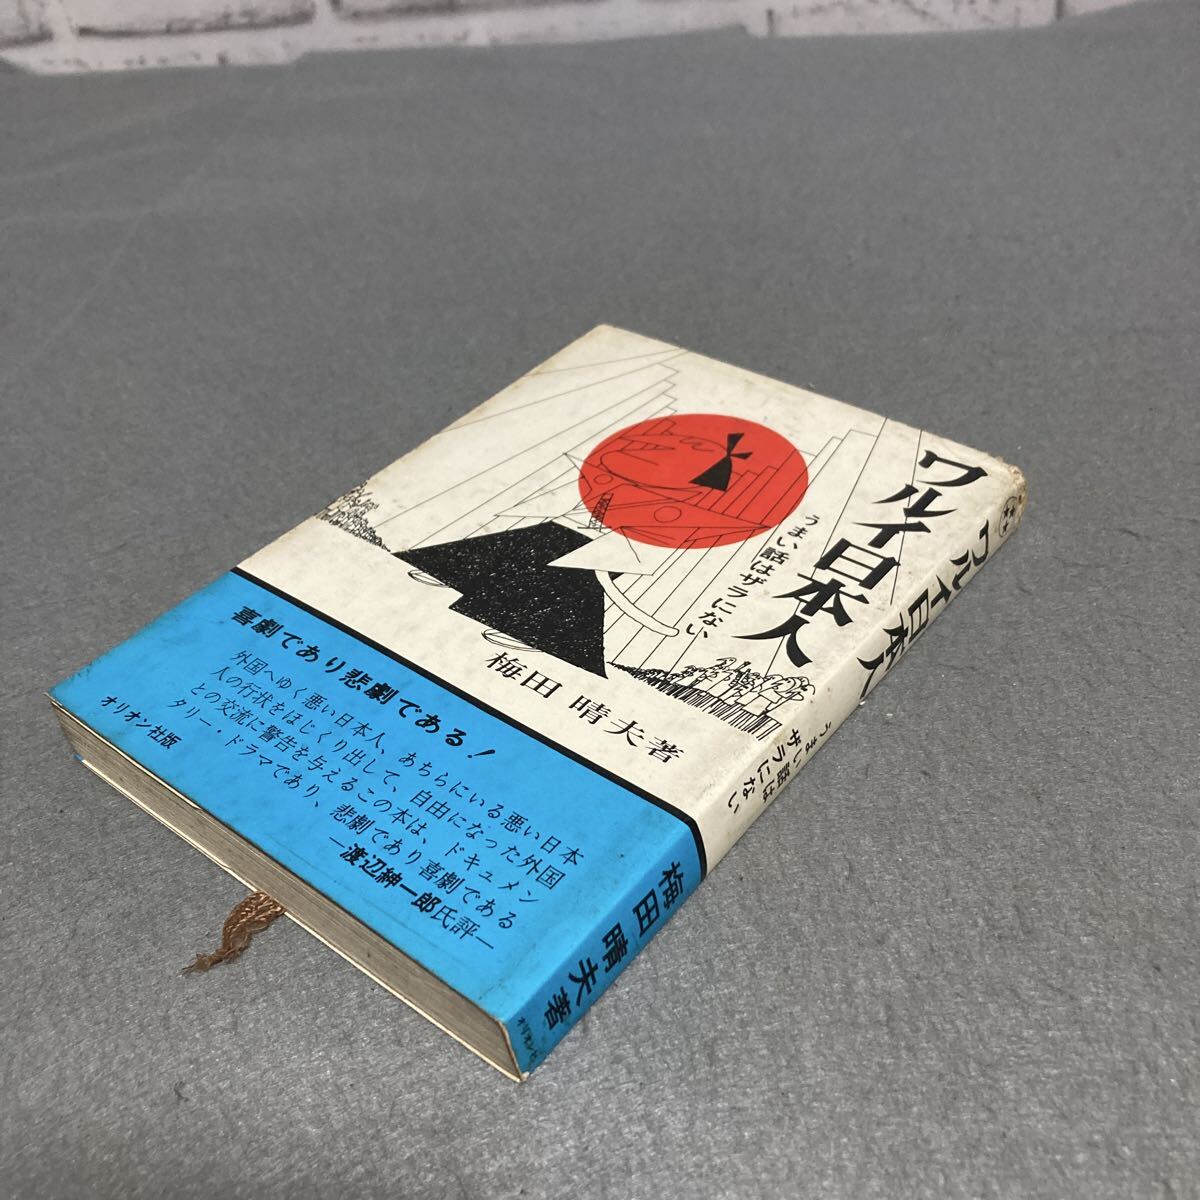 ワルイ日本人
うまい話はザラにない
梅田晴夫著
喜劇であり悲劇である!
外国へゆく悪い日本人、あちらにいる悪い日本
人の行状をほじくり出して、自由になった外国
との交流に警告を与えるこの本は、ドキュメン
タリー・ドラマであり、悲劇であり喜劇である
―渡辺紳一郎氏評―
オリオン社版
ワルイ日本人
うまい話は
ザラにない
梅田晴夫著
オリオン社